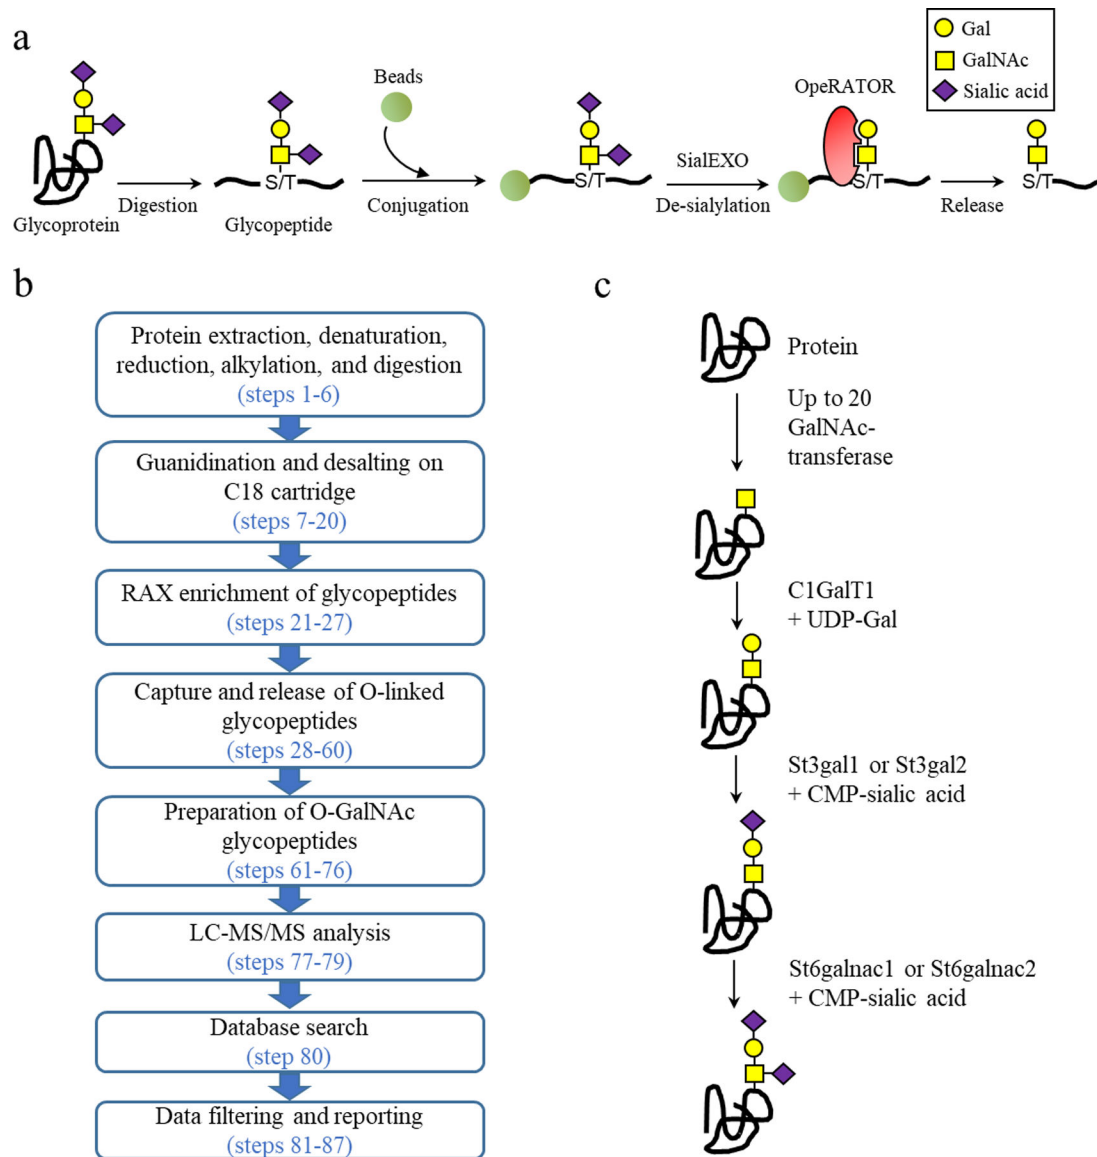 a
Gal
GalNAc
Sialic acid
Beads
OpeRATOR
SialEXO
S/T
S/T
S/T
S/T
Digestion
Conjugation
De-sialylation
Release
Glycoprotein
Glycopeptide
b
Protein extraction, denaturation,
reduction, alkylation, and digestion
(steps 1-6)
Guanidination and desalting on
C18 cartridge
(steps 7-20)
RAX enrichment of glycopeptides
(steps 21-27)
Capture and release of O-linked
glycopeptides
(steps 28-60)
Preparation of O-GalNAc
glycopeptides
(steps 61-76)
LC-MS/MS analysis
(steps 77-79)
Database search
(step 80)
Data filtering and reporting
(steps 81-87)
c
Protein
Up to 20
GalNAc-
transferase
C1GalT1
+ UDP-Gal
St3gal1 or St3gal2
+ CMP-sialic acid
St6galnac1 or St6galnac2
+ CMP-sialic acid